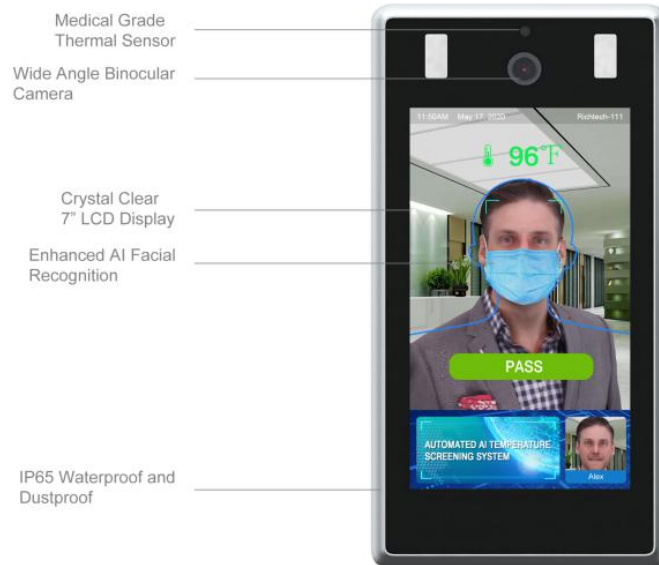 Medical Grade
Thermal Sensor
Wide Angle Binocular
Camera
11:50AM May 17, 2020 Richtech-111
96°F
Crystal Clear
7” LCD Display
Enhanced AI Facial
Recognition
PASS
AUTOMATED AI TEMPERATURE
SCREENING SYSTEM
Alex
IP65 Waterproof and
Dustproof